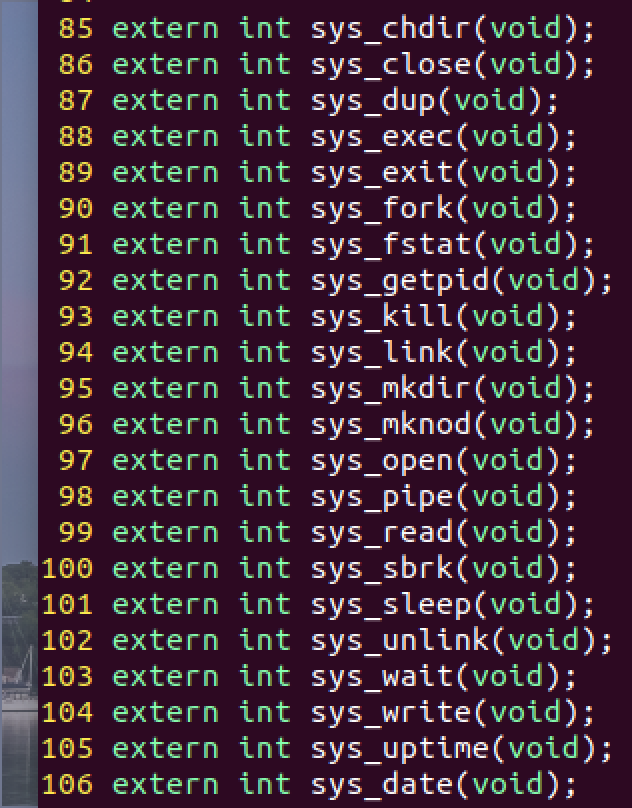 85 extern int sys_chdir(void);
86 extern int sys_close(void);
87 extern int sys_dup(void);
88 extern int sys_exec(void);
89 extern int sys_exit(void);
90 extern int sys_fork(void);
91 extern int sys_fstat(void);
92 extern int sys_getpid(void);
93 extern int sys_kill(void);
94 extern int sys_link(void);
95 extern int sys_mkdir(void);
96 extern int sys_mknod(void);
97 extern int sys_open(void);
98 extern int sys_pipe(void);
99 extern int sys_read(void);
100 extern int sys_sbrk(void);
101 extern int sys_sleep(void);
102 extern int sys_unlink(void);
103 extern int sys_wait(void);
104 extern int sys_write(void);
105 extern int sys_uptime(void);
106 extern int sys_date(void);